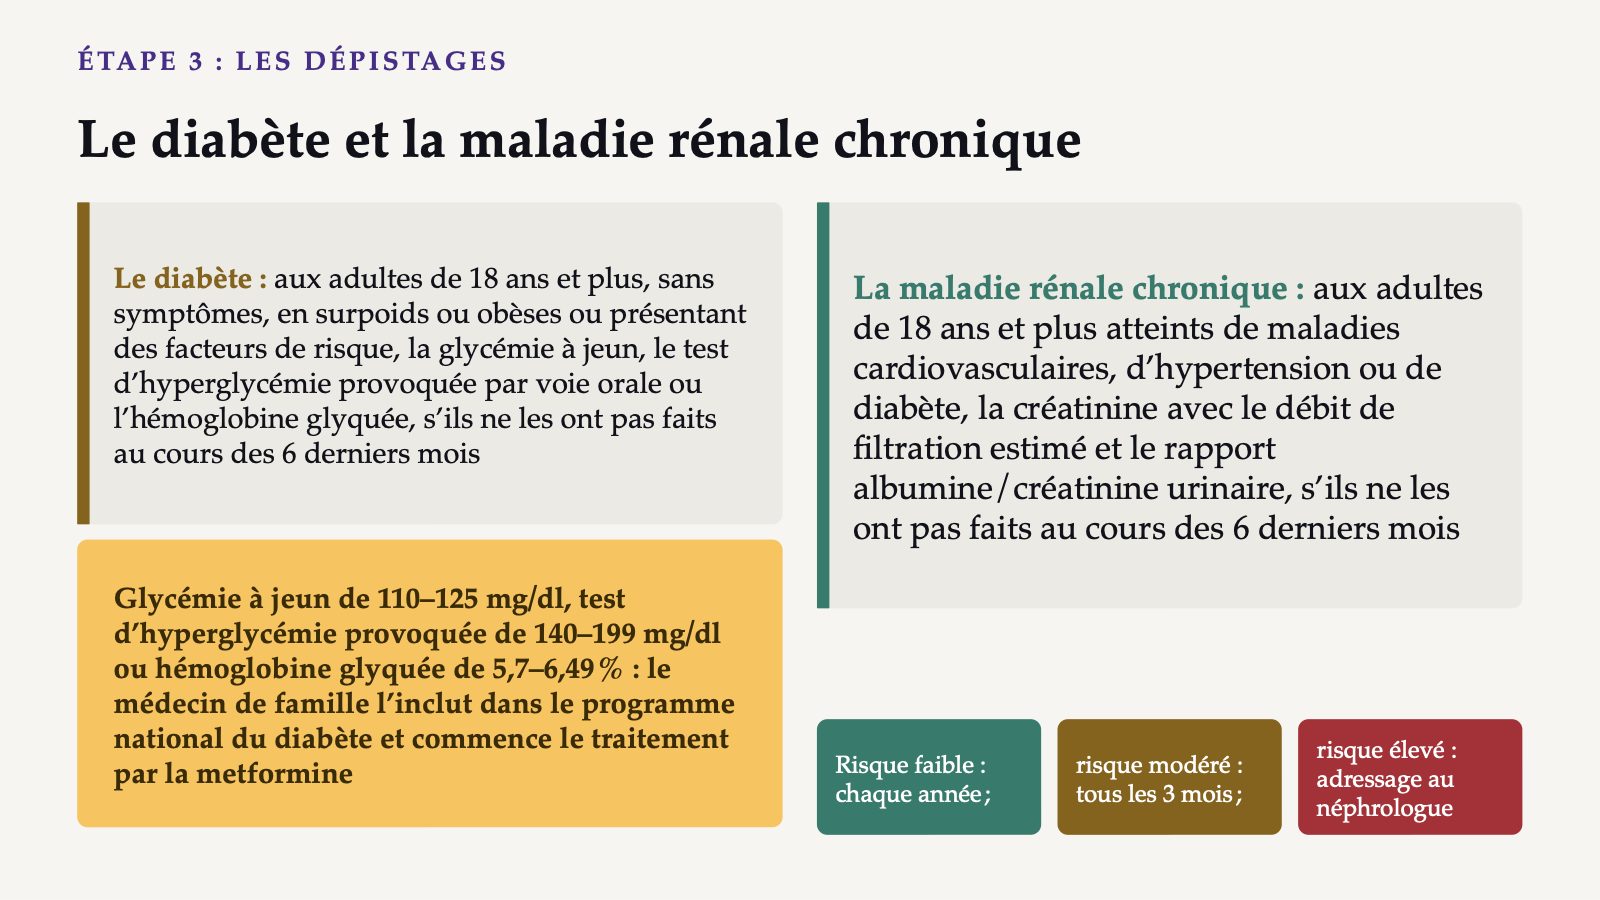 ÉTAPE 3 : LES DÉPISTAGES
Le diabète et la maladie rénale chronique
Le diabète : aux adultes de 18 ans et plus, sans
symptômes, en surpoids ou obèses ou présentant
des facteurs de risque, la glycémie à jeun, le test
d’hyperglycémie provoquée par voie orale ou
l’hémoglobine glyquée, s’ils ne les ont pas faits
au cours des 6 derniers mois
Glycémie à jeun de 110–125 mg/dl, test
d’hyperglycémie provoquée de 140–199 mg/dl
ou hémoglobine glyquée de 5,7–6,49 % : le
médecin de famille l’inclut dans le programme
national du diabète et commence le traitement
par la metformine
La maladie rénale chronique : aux adultes
de 18 ans et plus atteints de maladies
cardiovasculaires, d’hypertension ou de
diabète, la créatinine avec le débit de
filtration estimé et le rapport
albumine/créatinine urinaire, s’ils ne les
ont pas faits au cours des 6 derniers mois
Risque faible :
chaque année ;
risque modéré :
tous les 3 mois ;
risque élevé :
adressage au
néphrologue